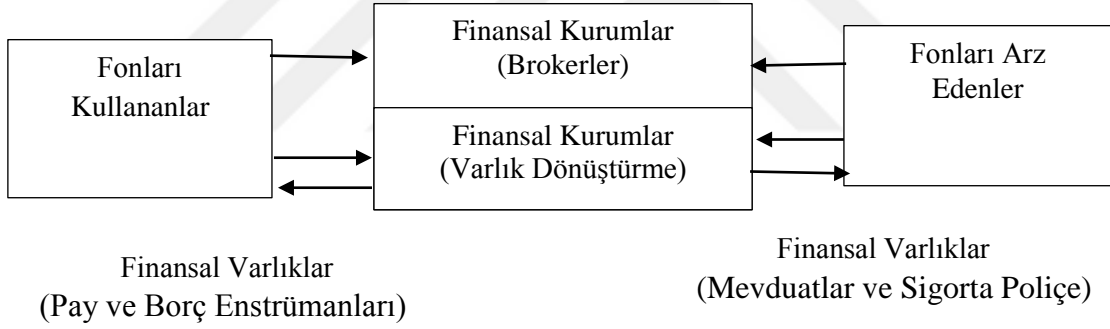 Fonları
Kullananlar
Finansal Kurumlar
(Brokerler)
Finansal Kurumlar
(Varlık Dönüştürme)
Fonları Arz
Edenler
Finansal Varlıklar
(Pay ve Borç Enstrümanları)
Finansal Varlıklar
(Mevduatlar ve Sigorta Poliçe)